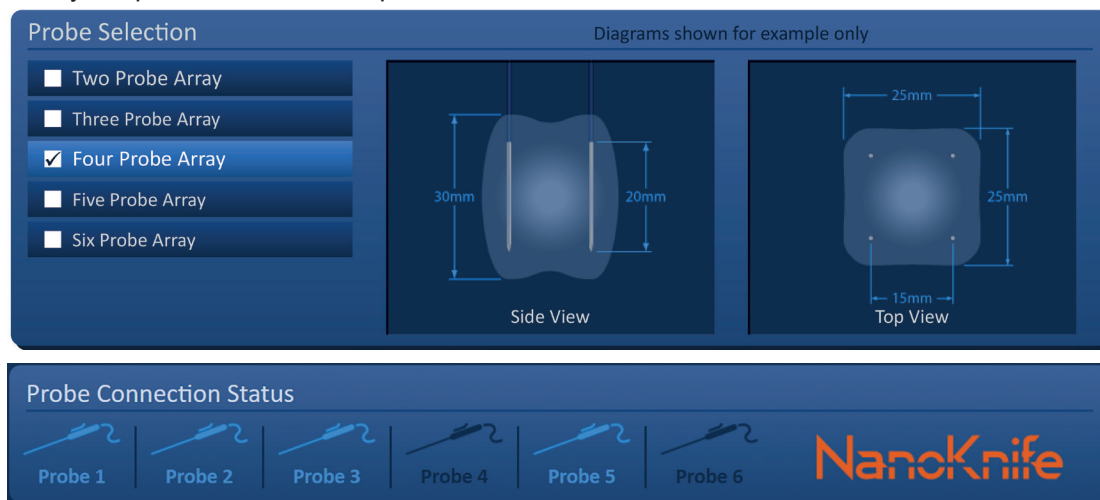 Probe Selection
Diagrams shown for example only
Two Probe Array
Three Probe Array
Four Probe Array
Five Probe Array
Six Probe Array
30mm
20mm
Side View
25mm
25mm
15mm
Top View
Probe Connection Status
Probe 1
Probe 2
Probe 3
Probe 4
Probe 5
Probe 6
NanoKnife